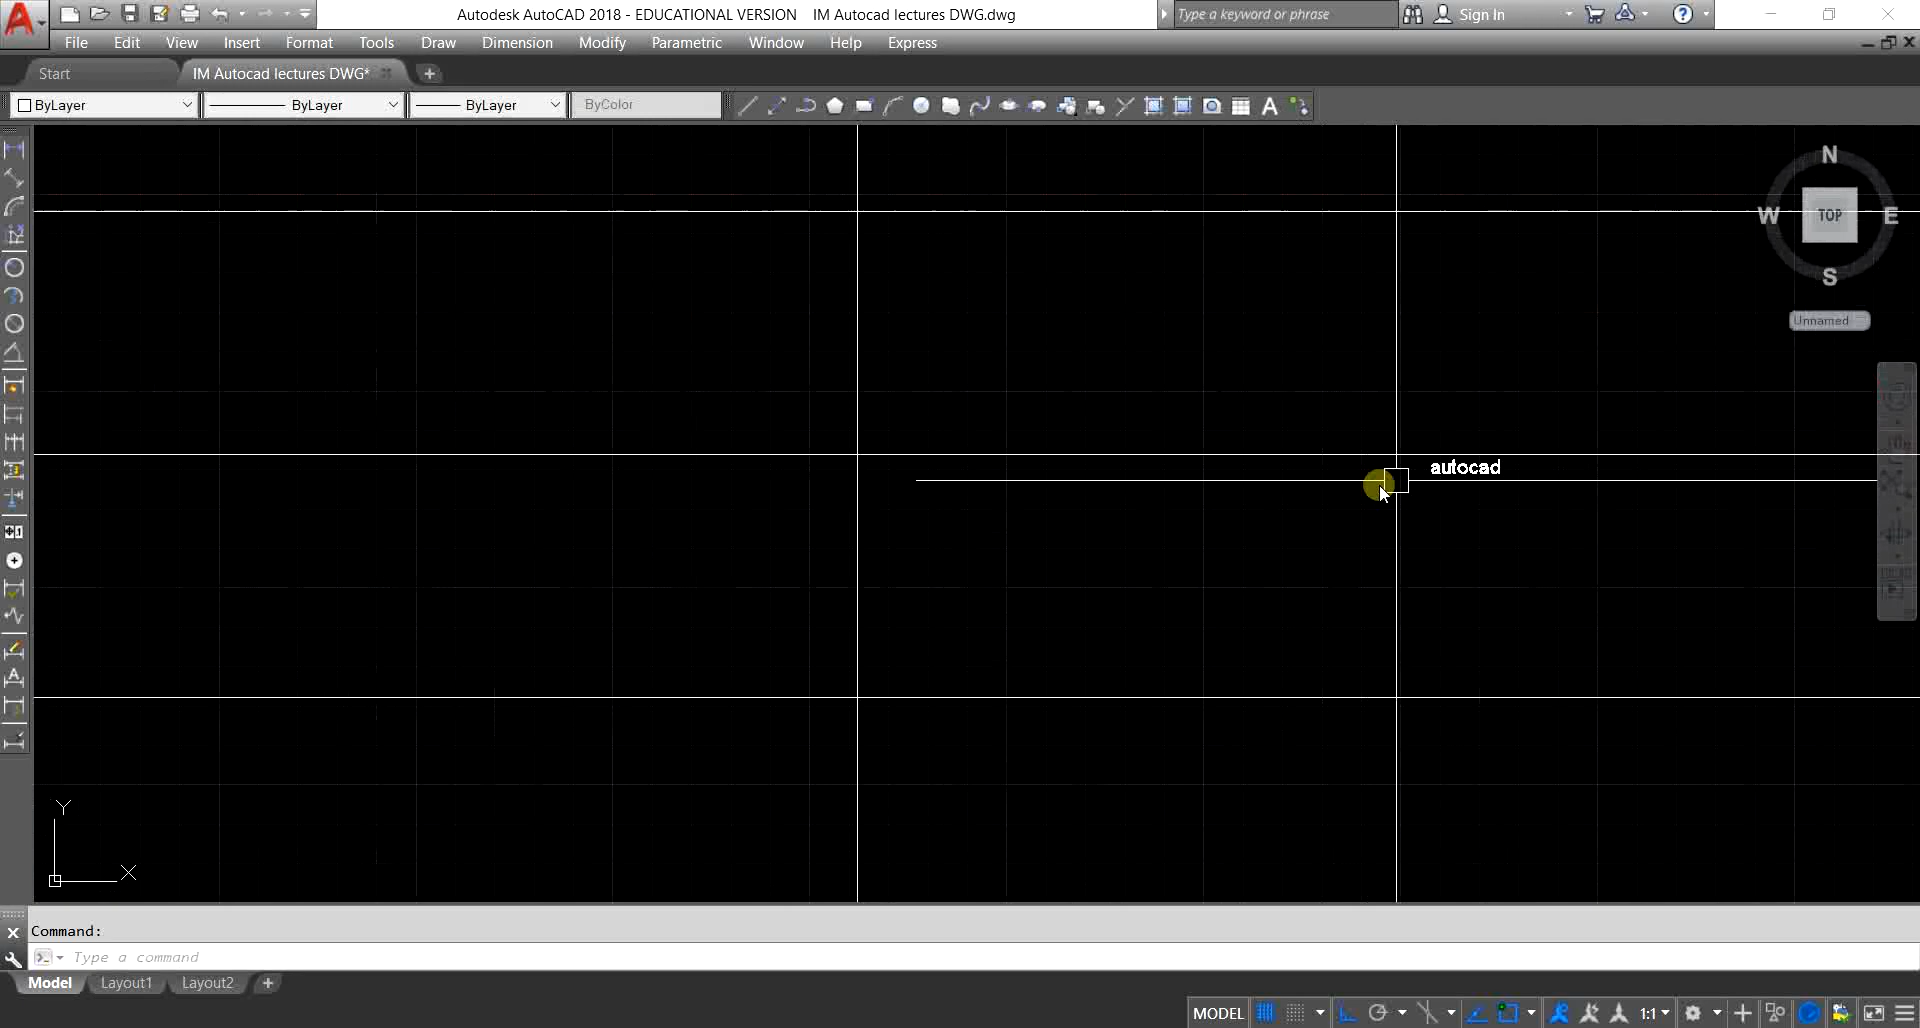 Autodesk AutoCAD 2018 - EDUCATIONAL VERSION IM Autocad lectures DWG.dwg
Type a keyword or phrase
Sign In
File Edit View Insert Format Tools Draw Dimension Modify Parametric Window Help Express
Start
IM Autocad lectures DWG*
ByLayer
ByLayer
ByLayer
ByColor
N
W
TOP
E
S
Unnamed
autocad
Y
X
Command:
Type a command
Model
Layout1
Layout2
MODEL
1:1